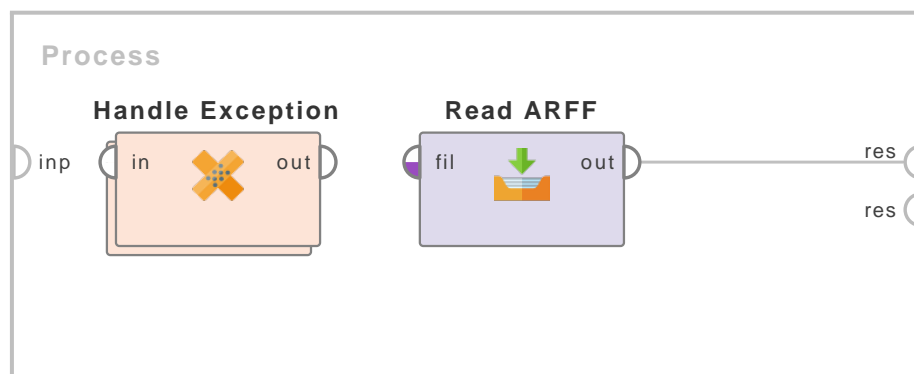 Process
Handle Exception
Read ARFF
inp
in
out
fil
out
res
res